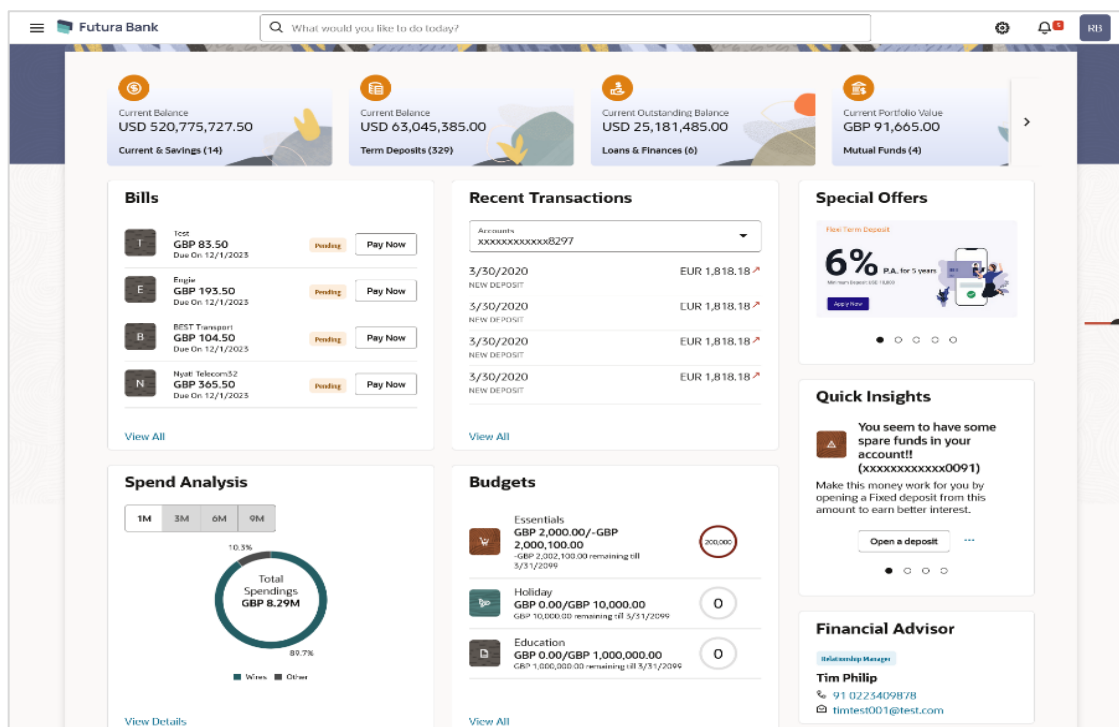 Futura Bank
What would you like to do today?
5
RB
Current Balance
USD 520,775,727.50
Current & Savings (14)
Current Balance
USD 63,045,385.00
Term Deposits (329)
Current Outstanding Balance
USD 25,181,485.00
Loans & Finances (6)
Current Portfolio Value
GBP 91,665.00
Mutual Funds (4)
Bills
T
Test
GBP 83.50
Due On 12/1/2023
Pending
Pay Now
E
Engie
GBP 193.50
Due On 12/1/2023
Pending
Pay Now
B
BEST Transport
GBP 104.50
Due On 12/1/2023
Pending
Pay Now
N
Nyati Telecom32
GBP 365.50
Due On 12/1/2023
Pending
Pay Now
View All
Recent Transactions
Accounts
xxxxxxxxxxxx8297
3/30/2020 EUR 1,818.18
NEW DEPOSIT
3/30/2020 EUR 1,818.18
NEW DEPOSIT
3/30/2020 EUR 1,818.18
NEW DEPOSIT
3/30/2020 EUR 1,818.18
NEW DEPOSIT
View All
Special Offers
Flexi Term Deposit
6% P.A. for 5 years
Minimum Deposit USD 10,000
Apply Now
Quick Insights
You seem to have some
spare funds in your
account!!
(xxxxxxxxxxxx0091)
Make this money work for you by
opening a Fixed deposit from this
amount to earn better interest.
Open a deposit
...
Spend Analysis
1M 3M 6M 9M
10.3%
Total
Spendings
GBP 8.29M
89.7%
Wires Other
View Details
Budgets
Essentials
GBP 2,000.00/-GBP
2,000,100.00
-GBP 2,002,100.00 remaining till
3/31/2099
200,000
Holiday
GBP 0.00/GBP 10,000.00
GBP 10,000.00 remaining till 3/31/2099
0
Education
GBP 0.00/GBP 1,000,000.00
GBP 1,000,000.00 remaining till 3/31/2099
0
View All
Financial Advisor
Relationship Manager
Tim Philip
91 0223409878
timtest001@test.com